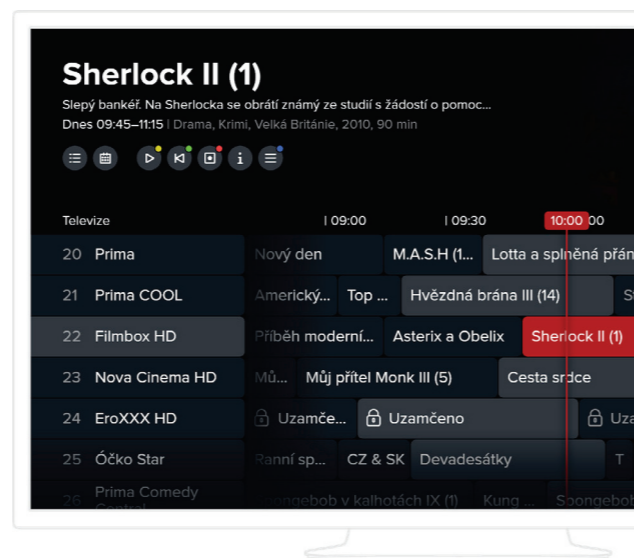 Sherlock II (1)
Slepý bankéř. Na Sherlocka se obrátí známý ze studií s žádostí o pomoc...
Dnes 09:45–11:15 | Drama, Krimi, Velká Británie, 2010, 90 min
Televize | 09:00 | 09:30 10:00 00
20 Prima Nový den M.A.S.H (1... Lotta a splněná přán
21 Prima COOL Americký... Top ... Hvězdná brána III (14) S
22 Filmbox HD Příběh moderní... Asterix a Obelix Sherlock II (1)
23 Nova Cinema HD Mů... Můj přítel Monk III (5) Cesta srdce
24 EroXXX HD Uzamče... Uzamčeno Uza
25 Óčko Star Ranní sp... CZ & SK Devadesátky T
26 Prima Comedy Central Spongebob v kalhotách IX (1) Kung ... Spongebob